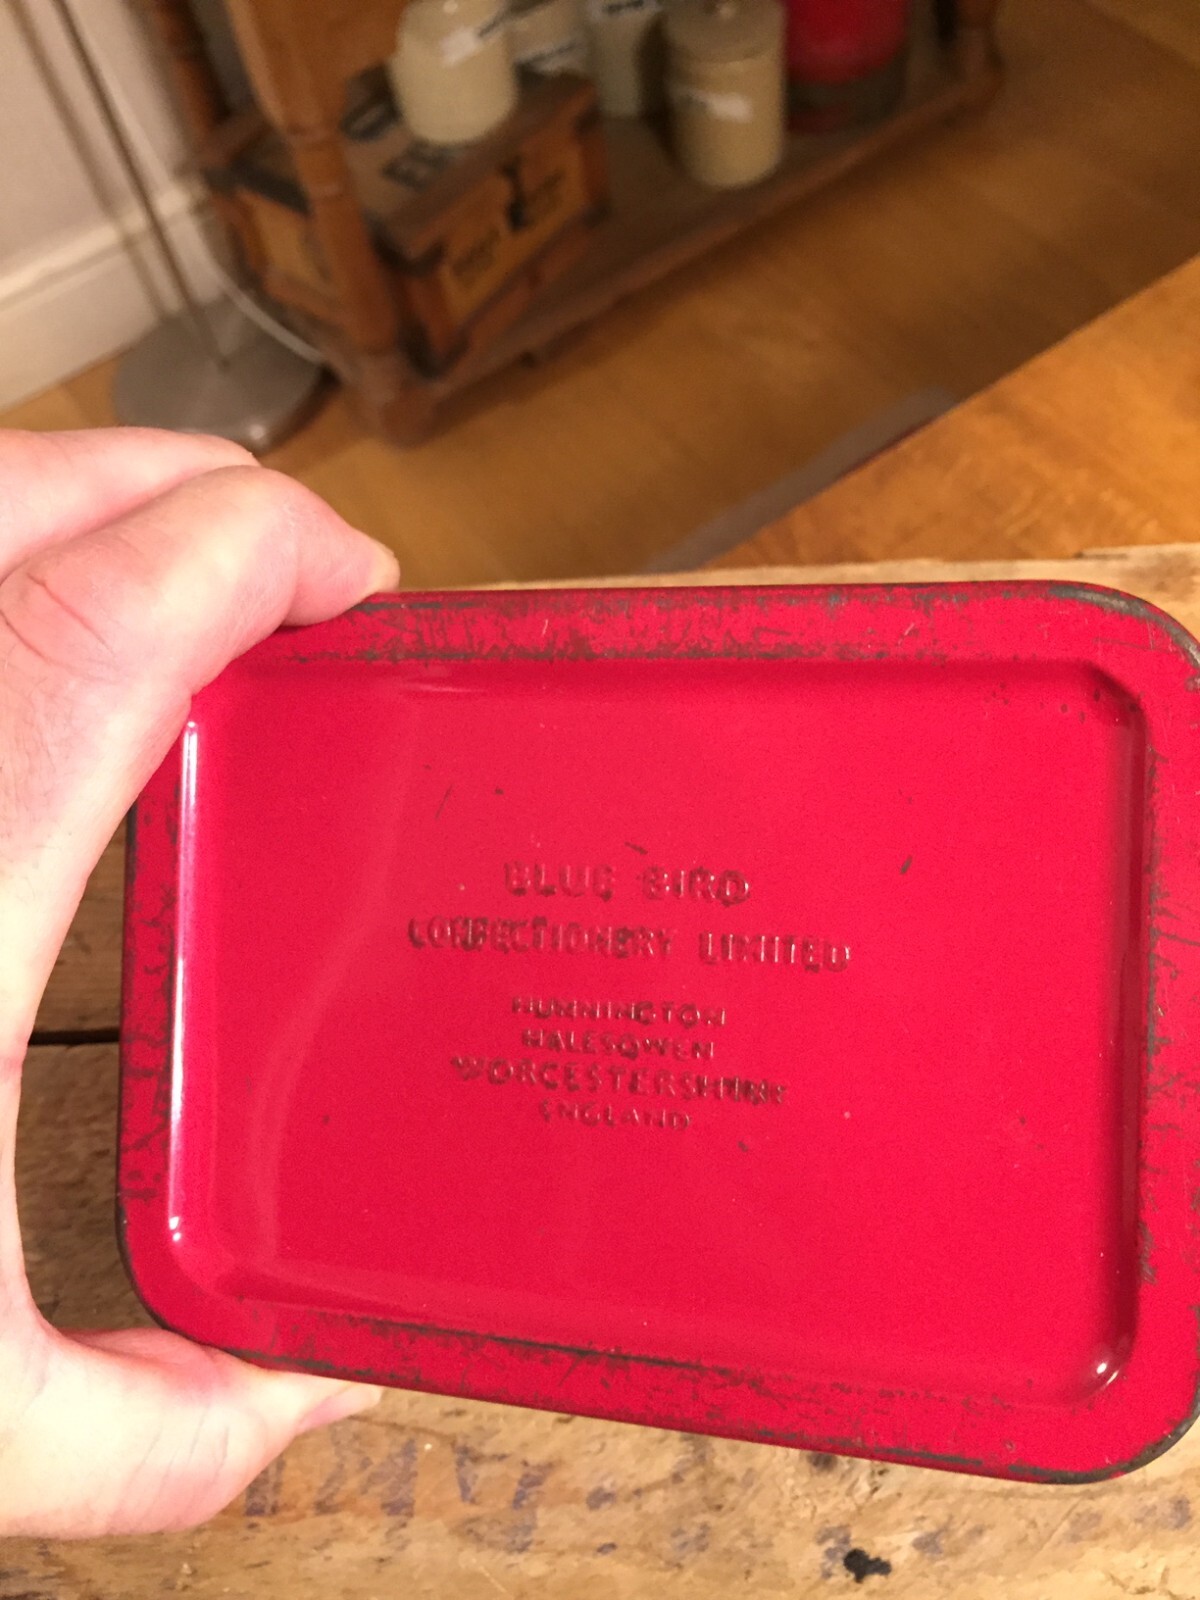 BLUE BIRD
CONFECTIONERY LIMITED
HUNNINGTON
HALESOWEN
WORCESTERSHIRE
ENGLAND